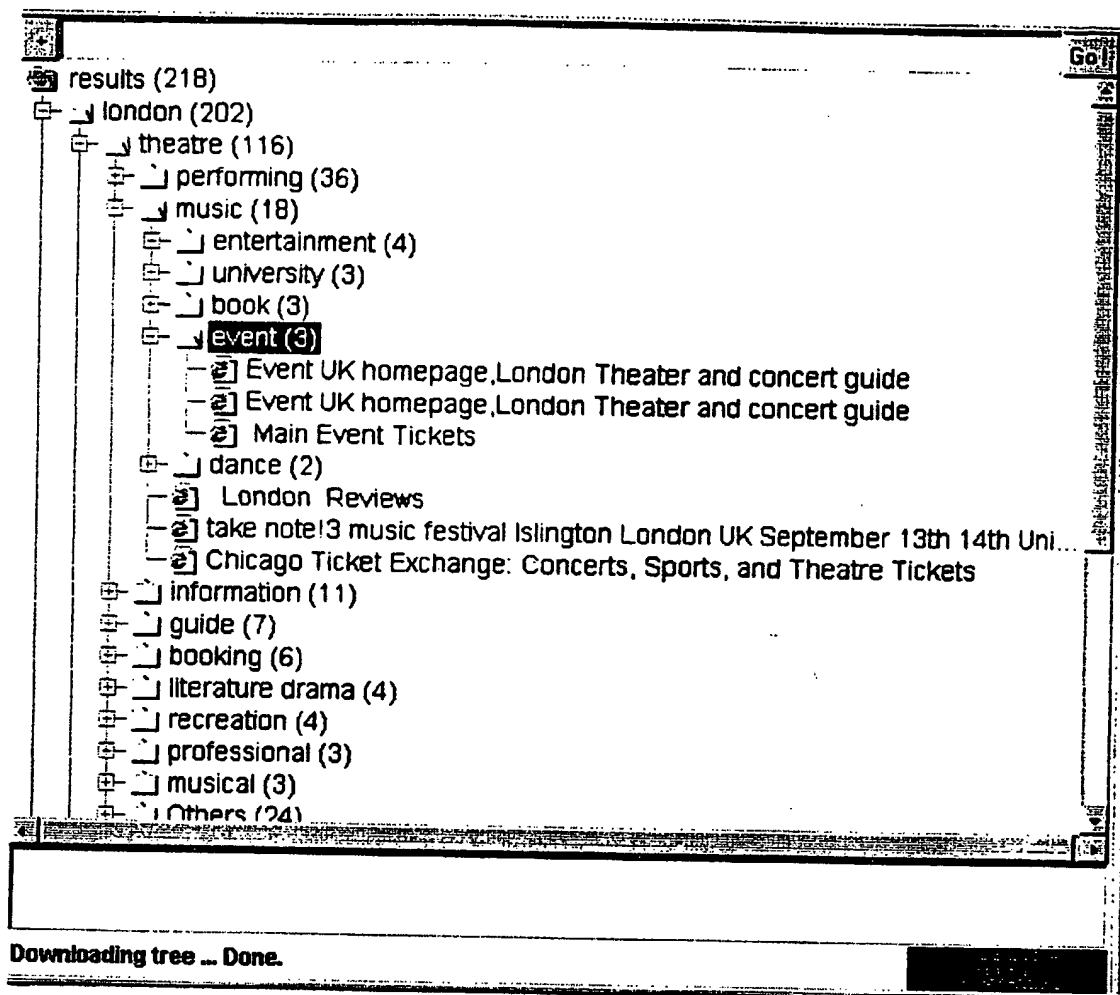 Go!
results (218)
london (202)
theatre (116)
performing (36)
music (18)
entertainment (4)
university (3)
book (3)
event (3)
Event UK homepage,London Theater and concert guide
Event UK homepage,London Theater and concert guide
Main Event Tickets
dance (2)
London Reviews
take note!3 music festival Islington London UK September 13th 14th Uni...
Chicago Ticket Exchange: Concerts, Sports, and Theatre Tickets
information (11)
guide (7)
booking (6)
literature drama (4)
recreation (4)
professional (3)
musical (3)
Others (24)
Downloading tree ... Done.